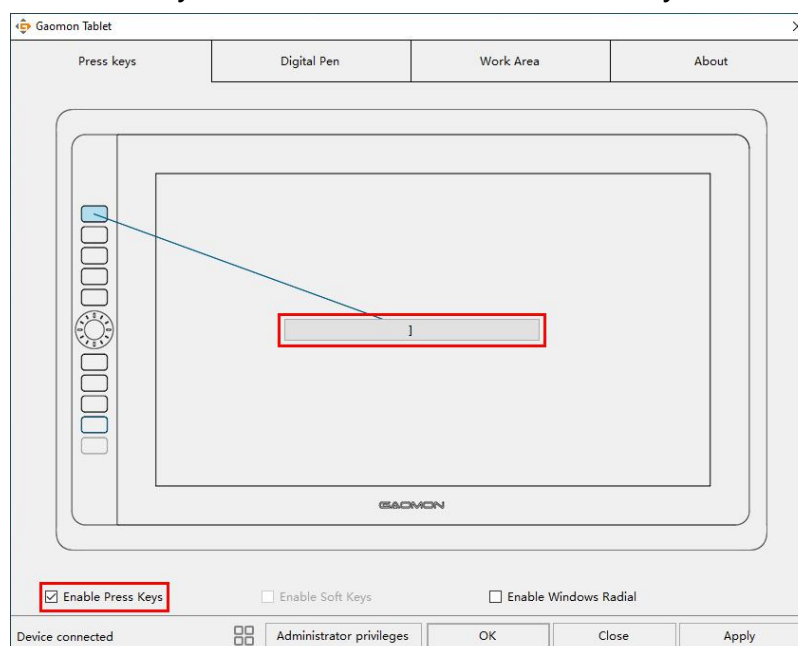 Gaomon Tablet
Press keys Digital Pen Work Area About
]
GAOMON
Enable Press Keys Enable Soft Keys Enable Windows Radial
Device connected Administrator privileges OK Close Apply